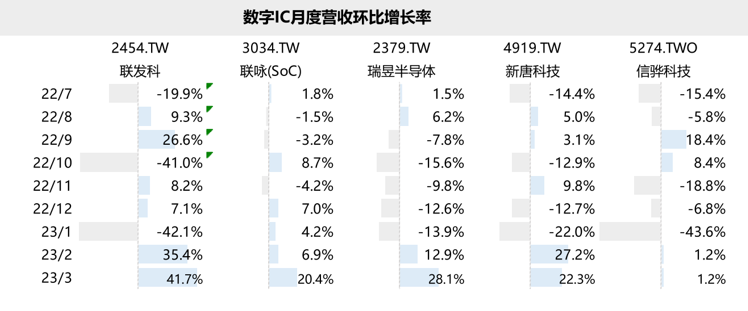 数字IC月度营收环比增长率
2454.TW 3034.TW 2379.TW 4919.TW 5274.TWO
联发科 联咏(SoC) 瑞昱半导体 新唐科技 信骅科技
22/7 -19.9% 1.8% 1.5% -14.4% -15.4%
22/8 9.3% -1.5% 6.2% 5.0% -5.8%
22/9 26.6% -3.2% -7.8% 3.1% 18.4%
22/10 -41.0% 8.7% -15.6% -12.9% 8.4%
22/11 8.2% -4.2% -9.8% 9.8% -18.8%
22/12 7.1% 7.0% -12.6% -12.7% -6.8%
23/1 -42.1% 4.2% -13.9% -22.0% -43.6%
23/2 35.4% 6.9% 12.9% 27.2% 1.2%
23/3 41.7% 20.4% 28.1% 22.3% 1.2%